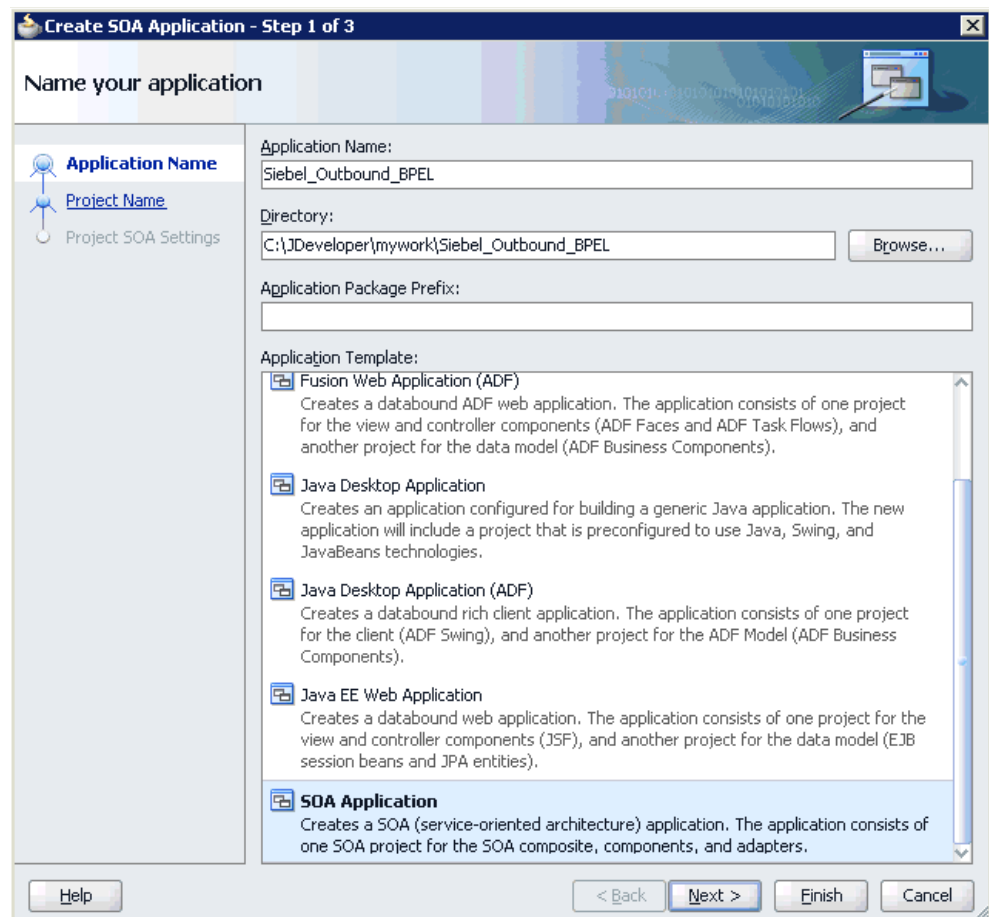 Create SOA Application - Step 1 of 3
Name your application
Application Name
Project Name
Project SOA Settings
Application Name:
Siebel_Outbound_BPEL
Directory:
C:\JDeveloper\mywork\Siebel_Outbound_BPEL
Browse...
Application Package Prefix:
Application Template:
Fusion Web Application (ADF)
Creates a databound ADF web application. The application consists of one project
for the view and controller components (ADF Faces and ADF Task Flows), and
another project for the data model (ADF Business Components).
Java Desktop Application
Creates an application configured for building a generic Java application. The new
application will include a project that is preconfigured to use Java, Swing, and
JavaBeans technologies.
Java Desktop Application (ADF)
Creates a databound rich client application. The application consists of one project
for the client (ADF Swing), and another project for the ADF Model (ADF Business
Components).
Java EE Web Application
Creates a databound web application. The application consists of one project for the
view and controller components (JSF), and another project for the data model (EJB
session beans and JPA entities).
SOA Application
Creates a SOA (service-oriented architecture) application. The application consists of
one SOA project for the SOA composite, components, and adapters.
Help
< Back
Next >
Finish
Cancel